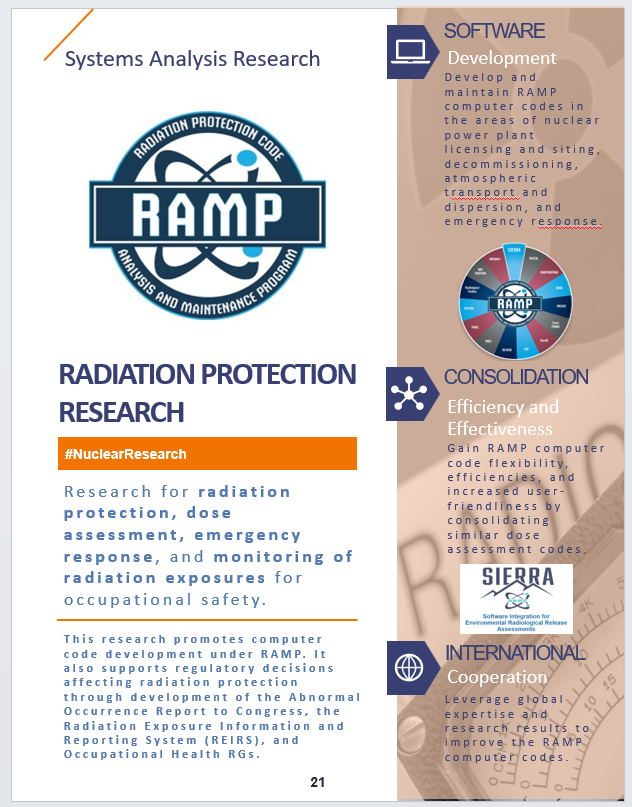 Systems Analysis Research
RADIATION PROTECTION CODE
RAMP
ANALYSIS AND MAINTENANCE PROGRAM
RADIATION PROTECTION
RESEARCH
#NuclearResearch
Research for radiation
protection, dose
assessment, emergency
response, and monitoring of
radiation exposures for
occupational safety.
This research promotes computer
code development under RAMP. It
also supports regulatory decisions
affecting radiation protection
through development of the Abnormal
Occurrence Report to Congress, the
Radiation Exposure Information and
Reporting System (REIRS), and
Occupational Health RGs.
21
SOFTWARE
Development
Develop and
maintain RAMP
computer codes in
the areas of nuclear
power plant
licensing and siting,
decommissioning,
atmospheric
transport and
dispersion, and
emergency response.
SIERRA
RAMP
CONSOLIDATION
Efficiency and
Effectiveness
Gain RAMP computer
code flexibility,
efficiencies, and
increased user-
friendliness by
consolidating
similar dose
assessment codes.
SIERRA
Software Integration for
Environmental Radiological Release
Assessments
INTERNATIONAL
Cooperation
Leverage global
expertise and
research results to
improve the RAMP
computer codes.
RADIO
4K
5
10
15